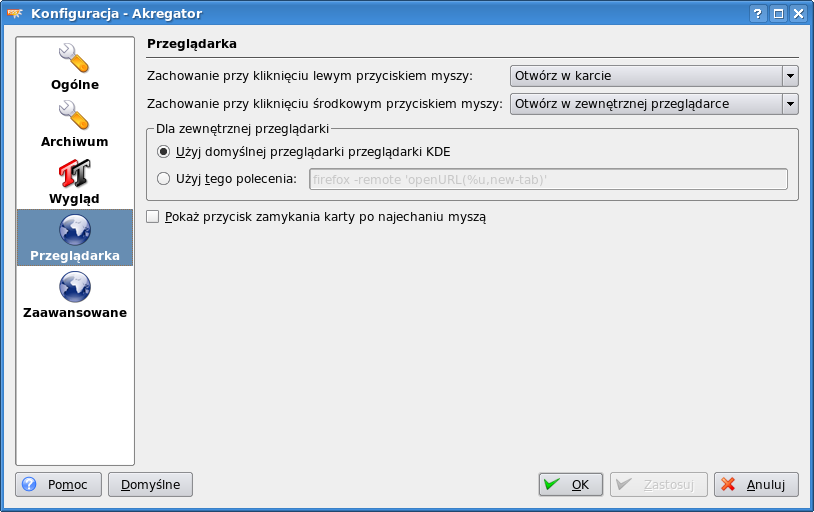 Konfiguracja - Akregator
Ogólne
Archiwum
Wygląd
Przeglądarka
Zaawansowane
Przeglądarka
Zachowanie przy kliknięciu lewym przyciskiem myszy: Otwórz w karcie
Zachowanie przy kliknięciu środkowym przyciskiem myszy: Otwórz w zewnętrznej przeglądarce
Dla zewnętrznej przeglądarki
Użyj domyślnej przeglądarki przeglądarki KDE
Użyj tego polecenia: firefox -remote 'openURL(%u,new-tab)'
Pokaż przycisk zamykania karty po najechaniu myszą
Pomoc Domyślne OK Zastosuj Anuluj